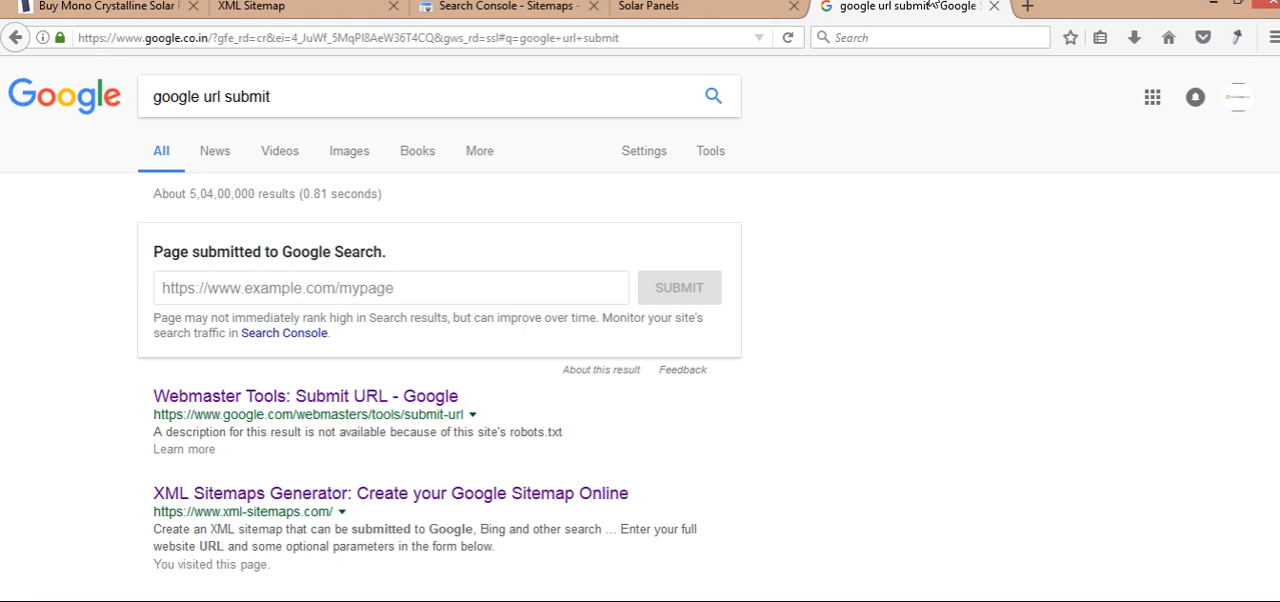 Buy Mono Crystalline Solar
XML Sitemap
Search Console - Sitemaps -
Solar Panels
google url submit - Google
https://www.google.co.in/?gfe_rd=cr&ei=4_JuWf_5MqPI8AeW36T4CQ&gws_rd=ssl#q=google+url+submit
Search
Google
google url submit
All
News
Videos
Images
Books
More
Settings
Tools
About 5,04,00,000 results (0.81 seconds)
Page submitted to Google Search.
https://www.example.com/mypage
SUBMIT
Page may not immediately rank high in Search results, but can improve over time. Monitor your site's
search traffic in Search Console.
About this result
Feedback
Webmaster Tools: Submit URL - Google
https://www.google.com/webmasters/tools/submit-url
A description for this result is not available because of this site's robots.txt
Learn more
XML Sitemaps Generator: Create your Google Sitemap Online
https://www.xml-sitemaps.com/
Create an XML sitemap that can be submitted to Google, Bing and other search ... Enter your full
website URL and some optional parameters in the form below.
You visited this page.